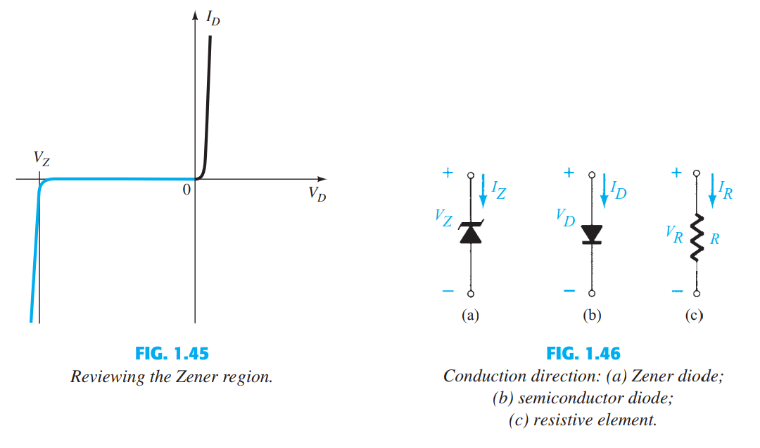 I_D
V_Z
0
V_D
FIG. 1.45
Reviewing the Zener region.
+ I_Z V_Z –
+ I_D V_D –
+ I_R V_R R –
(a) (b) (c)
FIG. 1.46
Conduction direction: (a) Zener diode;
(b) semiconductor diode;
(c) resistive element.